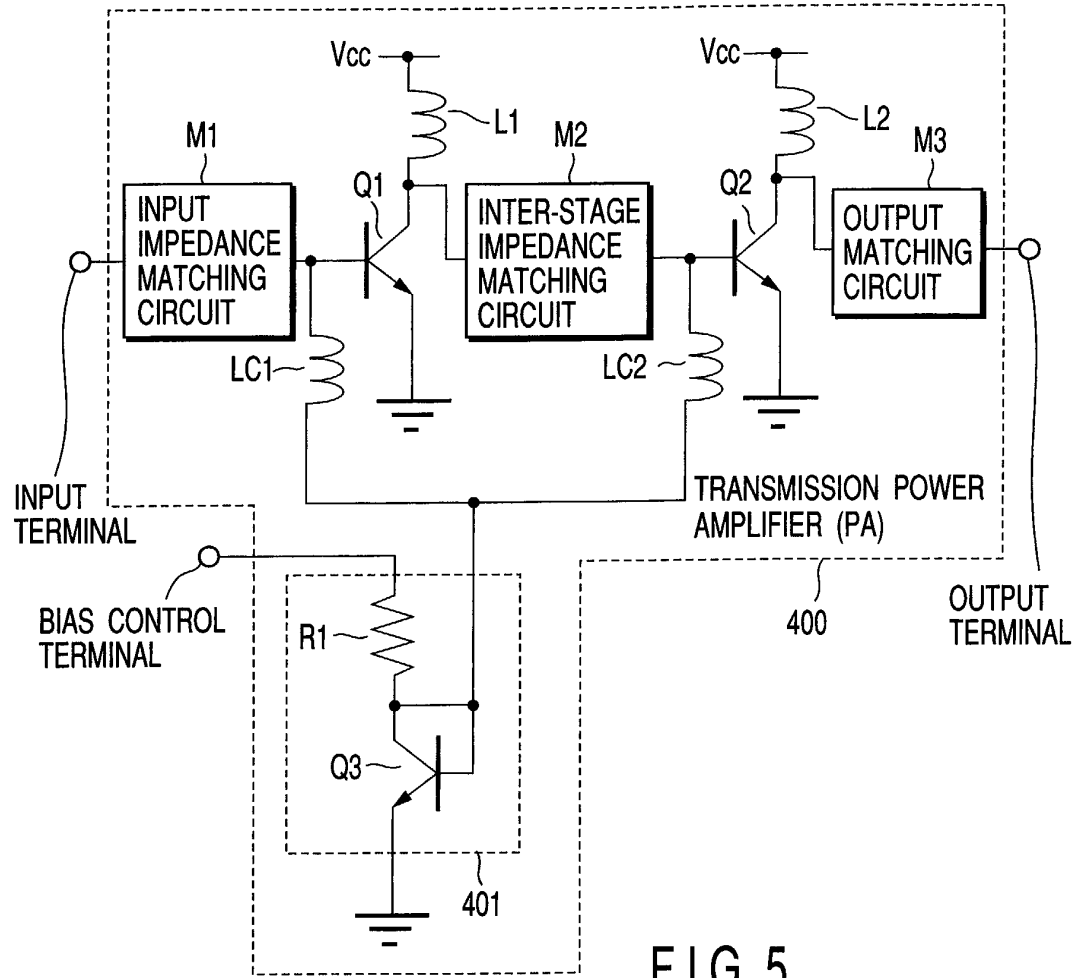 Vcc
Vcc
L1
L2
M1
M2
M3
Q1
Q2
INPUT
IMPEDANCE
MATCHING
CIRCUIT
INTER-STAGE
IMPEDANCE
MATCHING
CIRCUIT
OUTPUT
MATCHING
CIRCUIT
LC1
LC2
INPUT
TERMINAL
TRANSMISSION POWER
AMPLIFIER (PA)
BIAS CONTROL
TERMINAL
R1
400
OUTPUT
TERMINAL
Q3
401
FIG. 5